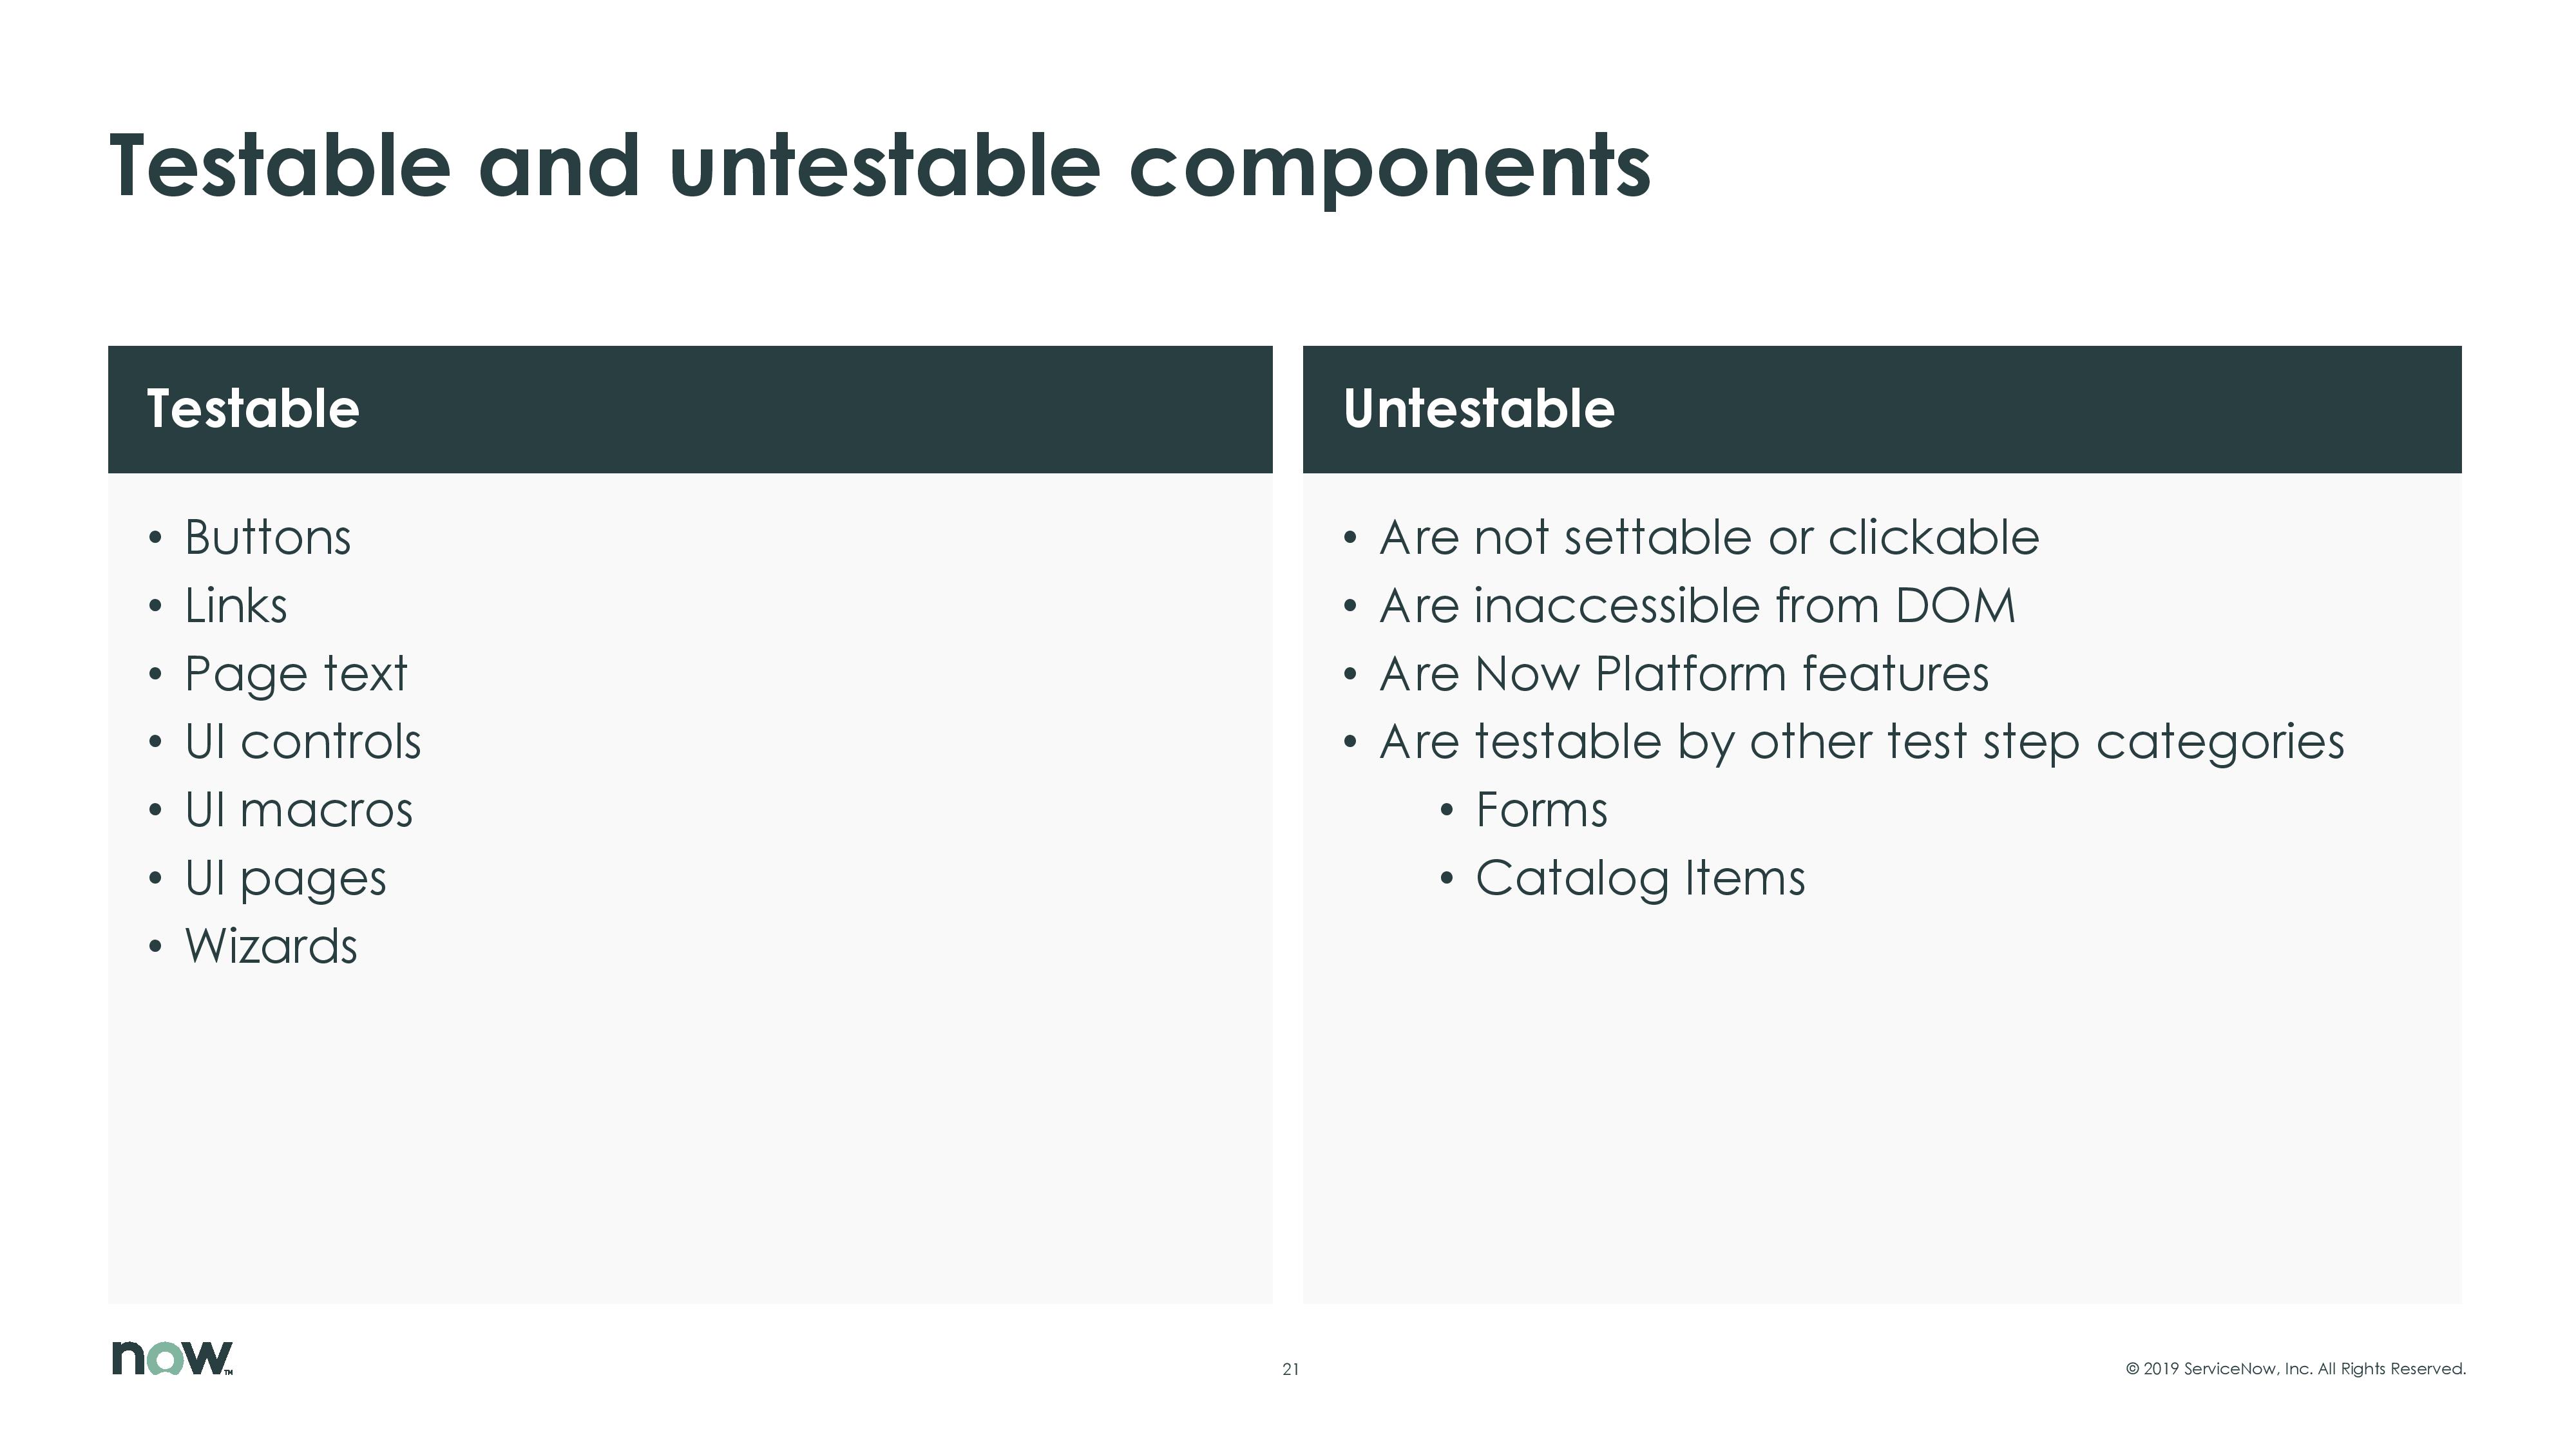 Testable and untestable components
Testable
• Buttons
• Links
• Page text
• UI controls
• UI macros
• UI pages
• Wizards
Untestable
• Are not settable or clickable
• Are inaccessible from DOM
• Are Now Platform features
• Are testable by other test step categories
• Forms
• Catalog Items
now™
21
© 2019 ServiceNow, Inc. All Rights Reserved.